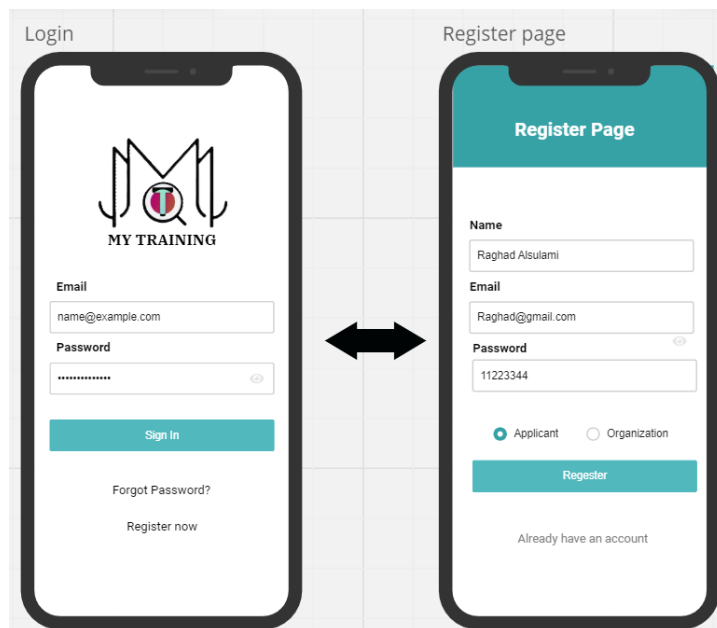 Login
MY TRAINING
Email
name@example.com
Password
••••••••••••••
Sign In
Forgot Password?
Register now
Register page
Register Page
Name
Raghad Alsulami
Email
Raghad@gmail.com
Password
11223344
Applicant Organization
Regester
Already have an account